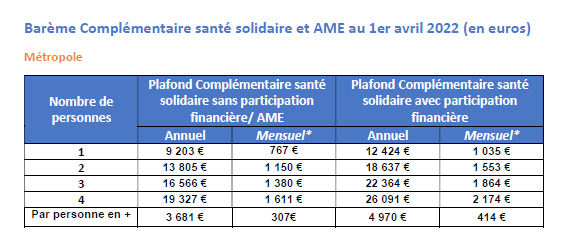 Barème Complémentaire santé solidaire et AME au 1er avril 2022 (en euros)
Métropole
Nombre de personnes | Plafond Complémentaire santé solidaire sans participation financière/ AME | Plafond Complémentaire santé solidaire avec participation financière
Annuel | Mensuel* | Annuel | Mensuel*
1 | 9 203 € | 767 € | 12 424 € | 1 035 €
2 | 13 805 € | 1 150 € | 18 637 € | 1 553 €
3 | 16 566 € | 1 380 € | 22 364 € | 1 864 €
4 | 19 327 € | 1 611 € | 26 091 € | 2 174 €
Par personne en + | 3 681 € | 307€ | 4 970 € | 414 €